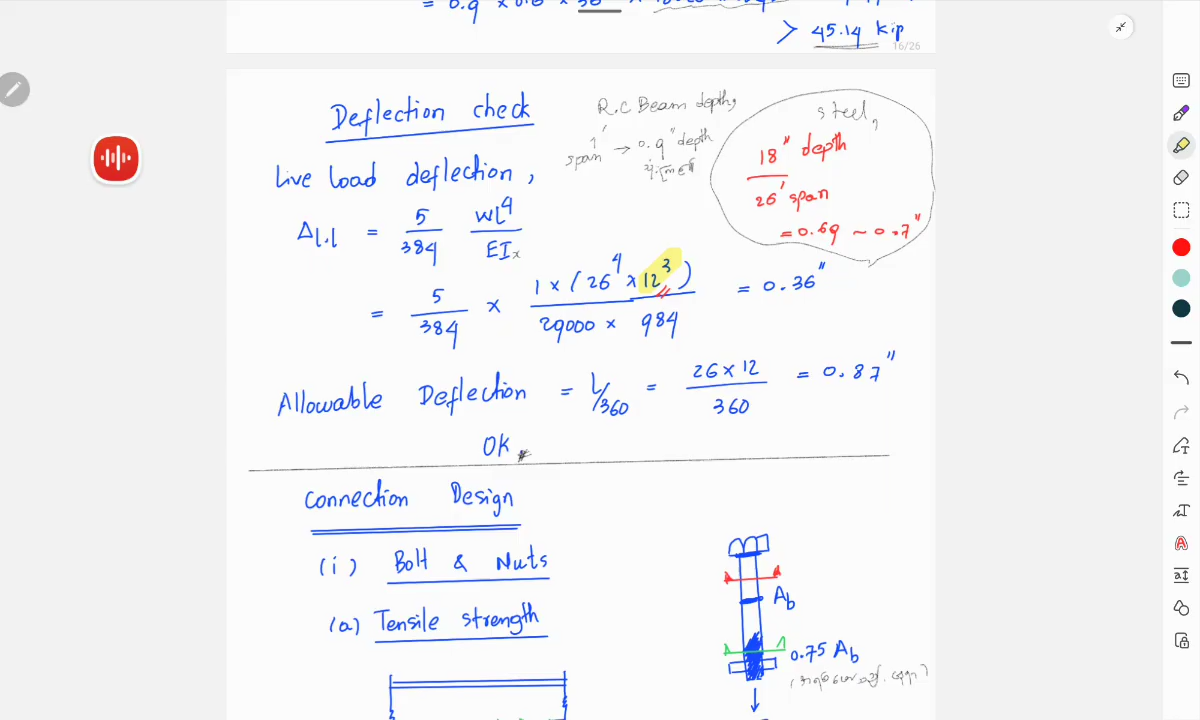 > 45.14 kip
16/26
Deflection check
R.C Beam depth,
1' span → 0.9" depth
steel,
18" depth
26' span
= 0.69 ~ 0.7"
Live Load deflection,
Δl.l = 5/384 WL⁴/EIx
= 5/384 × 1 × (26⁴ × 12³)/29000 × 984 = 0.36"
Allowable Deflection = L/360 = 26 × 12/360 = 0.87"
OK
Connection Design
(i) Bolt & Nuts
(a) Tensile strength
Ab
0.75 Ab